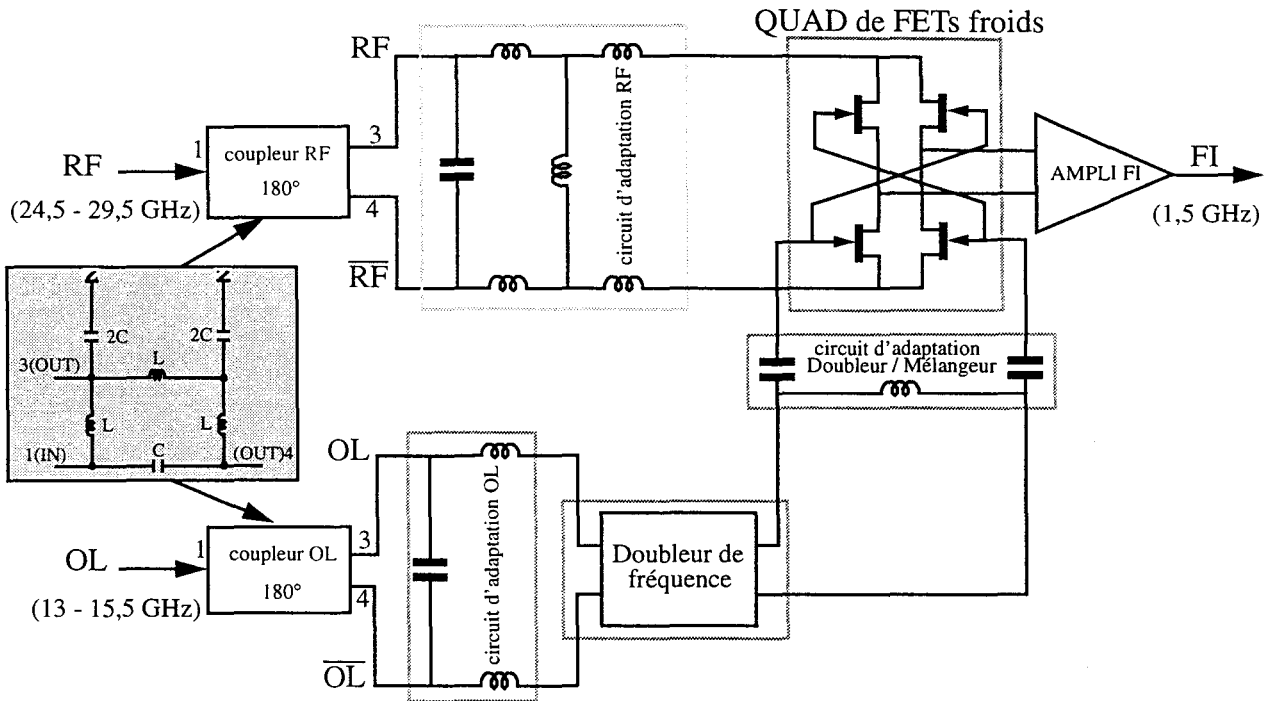 QUAD de FETs froids
RF
circuit d'adaptation RF
RF
(24,5 - 29,5 GHz)
1
coupleur RF
180°
3
4
RF
AMPLI FI
FI
(1,5 GHz)
2C
2C
3(OUT)
L
L
L
1(IN)
C
(OUT)4
circuit d'adaptation
Doubleur / Mélangeur
OL
circuit d'adaptation OL
OL
(13 - 15,5 GHz)
1
coupleur OL
180°
3
4
OL
Doubleur de
fréquence